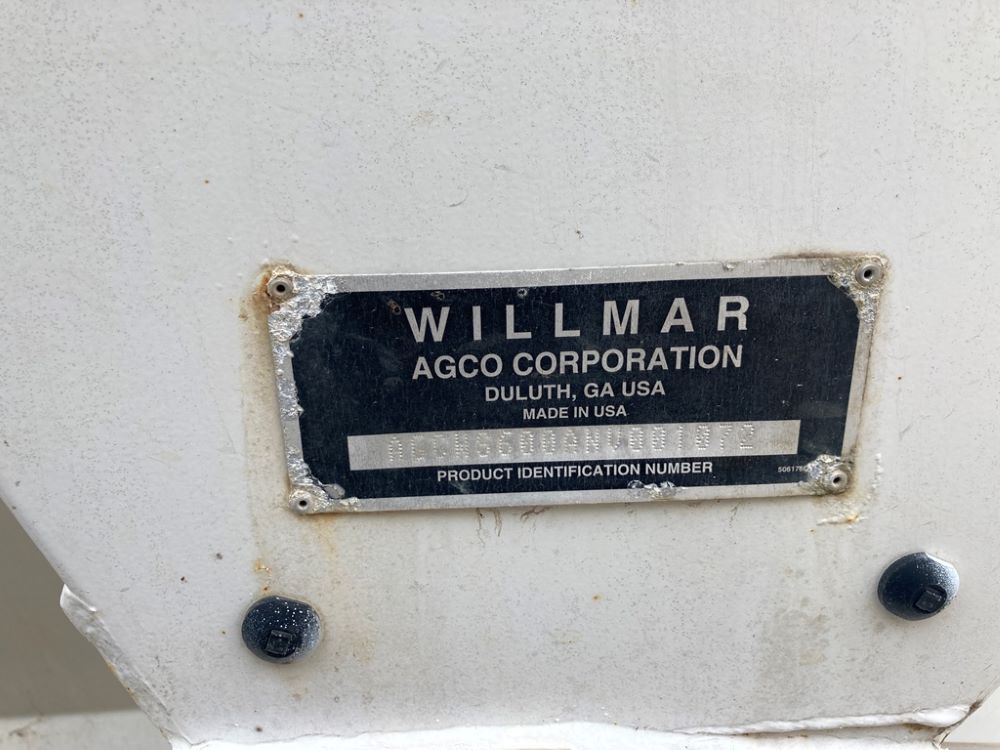 WILLMAR
AGCO CORPORATION
DULUTH, GA USA
MADE IN USA
PRODUCT IDENTIFICATION NUMBER